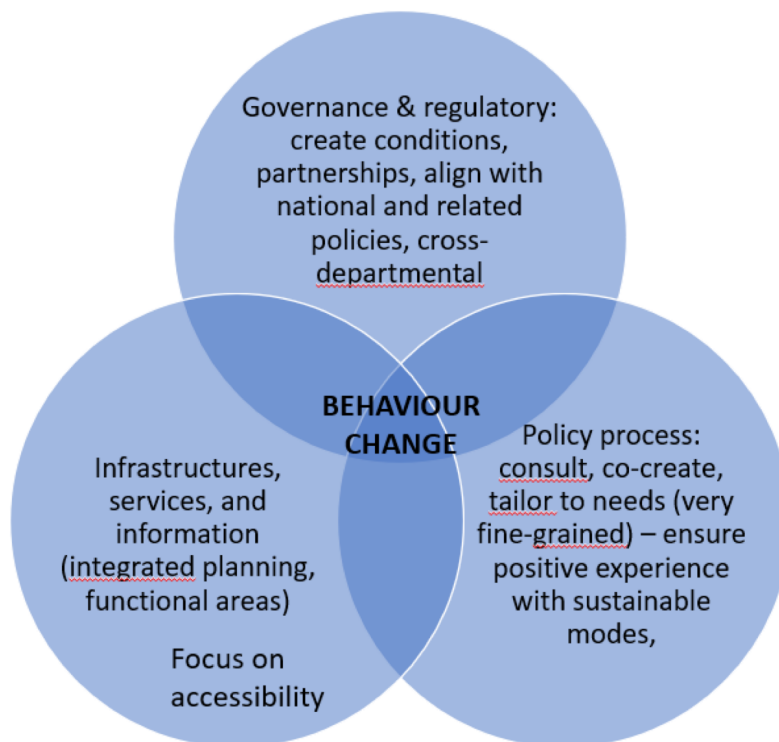 Governance & regulatory:
create conditions,
partnerships, align with
national and related
policies, cross-
departmental
BEHAVIOUR
CHANGE
Infrastructures,
services, and
information
(integrated planning,
functional areas)
Focus on
accessibility
Policy process:
consult, co-create,
tailor to needs (very
fine-grained) – ensure
positive experience
with sustainable
modes,